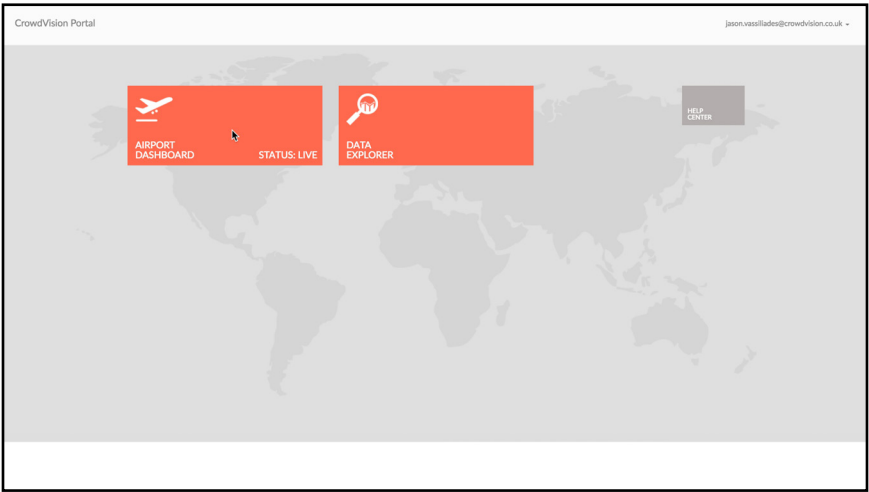 CrowdVision Portal
jason.vassiliades@crowdvision.co.uk
AIRPORT
DASHBOARD
STATUS: LIVE
DATA
EXPLORER
HELP
CENTER